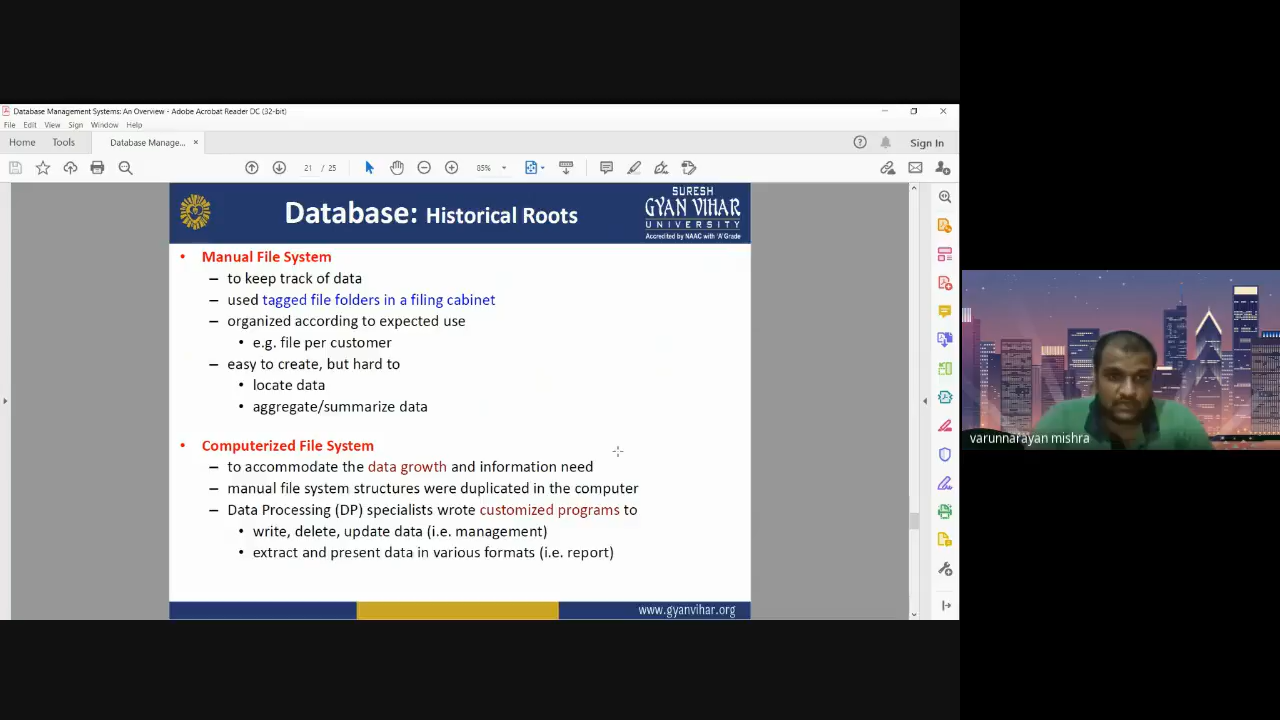 Database Management Systems: An Overview - Adobe Acrobat Reader DC (32-bit)
File Edit View Sign Window Help
Home Tools Database Manage... × Sign In
21 / 25 85%
Database: Historical Roots
SURESH
GYAN VIHAR
UNIVERSITY
Accredited by NAAC with 'A' Grade
• Manual File System
– to keep track of data
– used tagged file folders in a filing cabinet
– organized according to expected use
• e.g. file per customer
– easy to create, but hard to
• locate data
• aggregate/summarize data
• Computerized File System
– to accommodate the data growth and information need
– manual file system structures were duplicated in the computer
– Data Processing (DP) specialists wrote customized programs to
• write, delete, update data (i.e. management)
• extract and present data in various formats (i.e. report)
www.gyanvihar.org
varunnarayan mishra